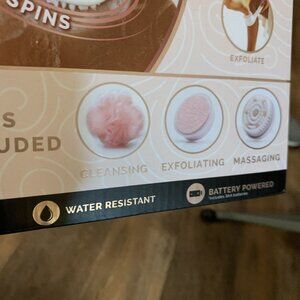 SPINS
EXFOLIATE
S
UDED
CLEANSING EXFOLIATING MASSAGING
WATER RESISTANT
BATTERY POWERED